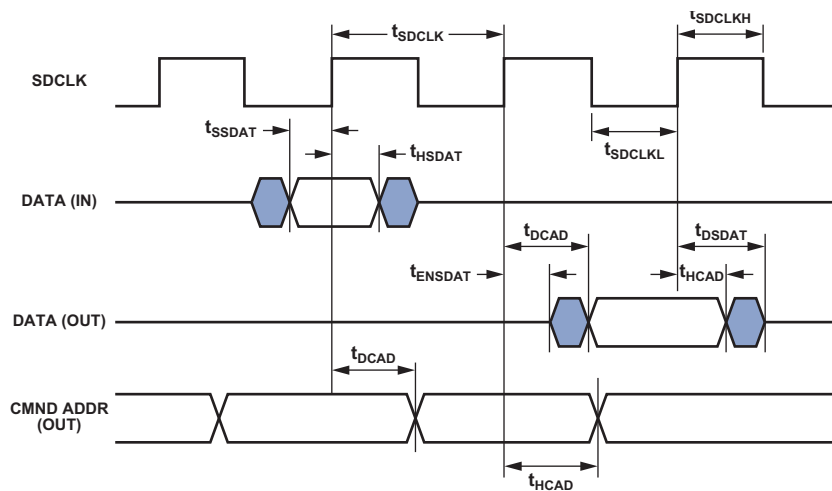 tSDCLK
tSDCLKH
SDCLK
tSSDAT
tHSDAT
tSDCLKL
DATA (IN)
tDCAD
tDSDAT
tENSDAT
tHCAD
DATA (OUT)
tDCAD
CMND ADDR
(OUT)
tHCAD